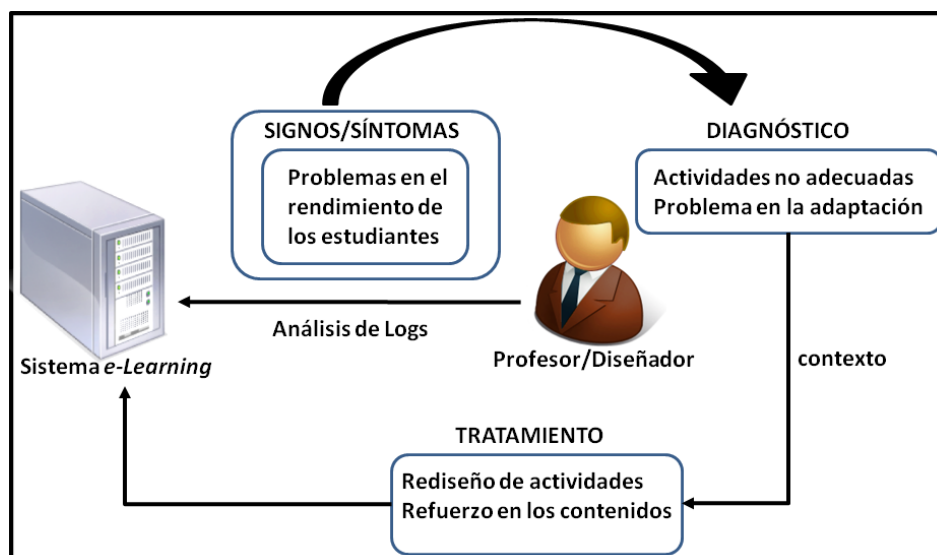 SIGNOS/SÍNTOMAS
Problemas en el
rendimiento de
los estudiantes
DIAGNÓSTICO
Actividades no adecuadas
Problema en la adaptación
Análisis de Logs
Sistema e-Learning
Profesor/Diseñador
contexto
TRATAMIENTO
Rediseño de actividades
Refuerzo en los contenidos